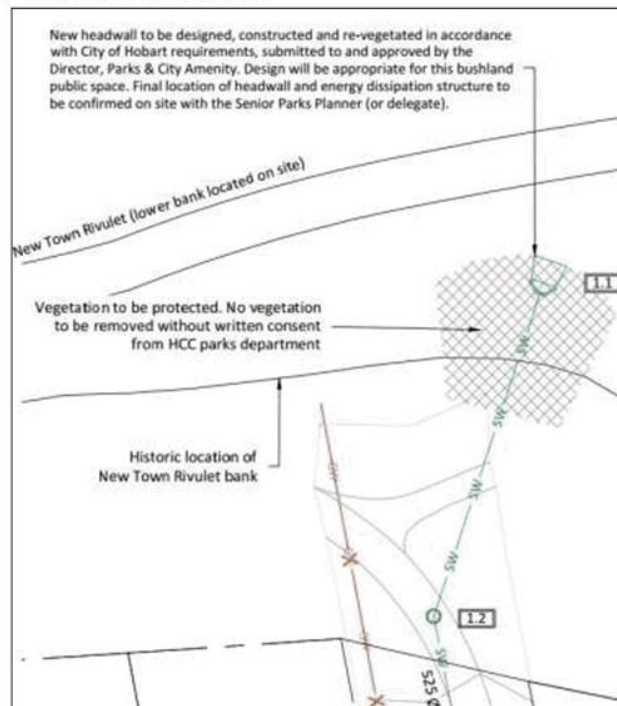 New headwall to be designed, constructed and re-vegetated in accordance
with City of Hobart requirements, submitted to and approved by the
Director, Parks & City Amenity. Design will be appropriate for this bushland
public space. Final location of headwall and energy dissipation structure to
be confirmed on site with the Senior Parks Planner (or delegate).
New Town Rivulet (lower bank located on site)
1.1
Vegetation to be protected. No vegetation
to be removed without written consent
from HCC parks department
SW
SW
Historic location of
New Town Rivulet bank
SW
SW
1.2
SW
525 Ø